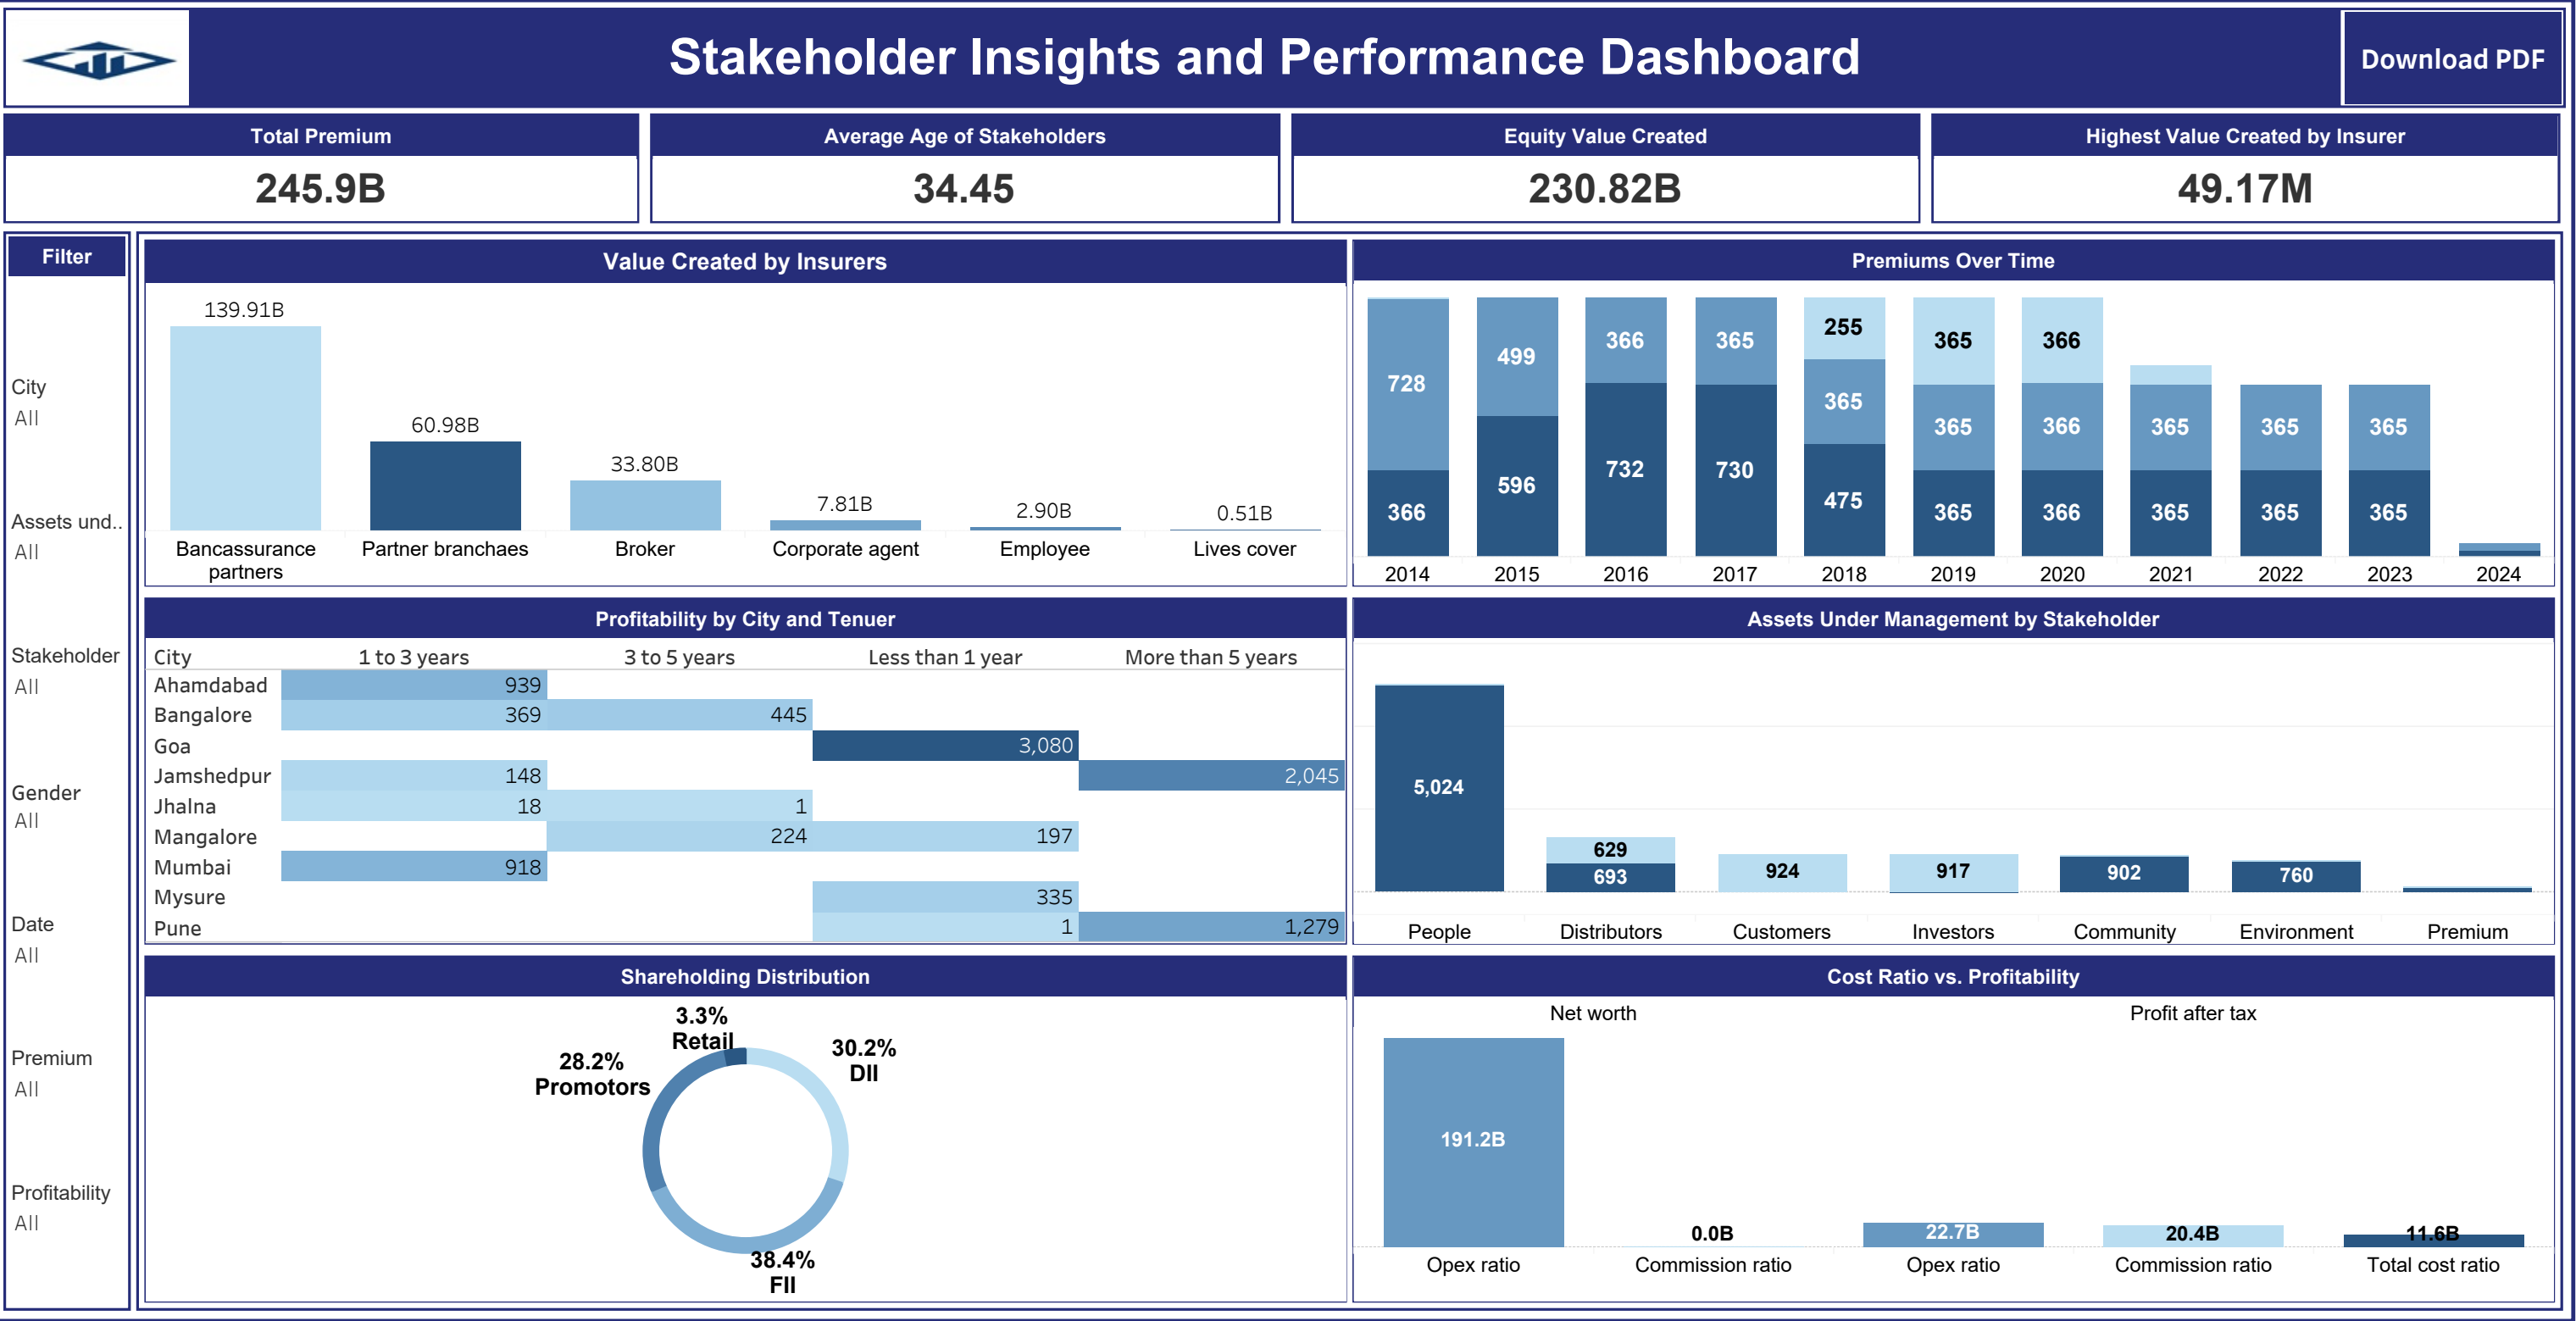 Stakeholder Insights and Performance Dashboard
Download PDF
Total Premium
245.9B
Average Age of Stakeholders
34.45
Equity Value Created
230.82B
Highest Value Created by Insurer
49.17M
Filter
City
All
Assets und..
All
Stakeholder
All
Gender
All
Date
All
Premium
All
Profitability
All
Value Created by Insurers
139.91B
60.98B
33.80B
7.81B
2.90B
0.51B
Bancassurance
partners
Partner branchaes
Broker
Corporate agent
Employee
Lives cover
Premiums Over Time
728
366
499
596
366
732
365
730
255
365
475
365
365
365
366
366
366
365
365
365
365
365
365
2014 2015 2016 2017 2018 2019 2020 2021 2022 2023 2024
Profitability by City and Tenuer
City 1 to 3 years 3 to 5 years Less than 1 year More than 5 years
Ahamdabad 939
Bangalore 369 445
Goa 3,080
Jamshedpur 148 2,045
Jhalna 18 1
Mangalore 224 197
Mumbai 918
Mysure 335
Pune 1 1,279
Assets Under Management by Stakeholder
5,024
629
693
924
917
902
760
People Distributors Customers Investors Community Environment Premium
Shareholding Distribution
3.3%
Retail
30.2%
DII
28.2%
Promotors
38.4%
FII
Cost Ratio vs. Profitability
Net worth Profit after tax
191.2B
0.0B
22.7B
20.4B
11.6B
Opex ratio Commission ratio Opex ratio Commission ratio Total cost ratio